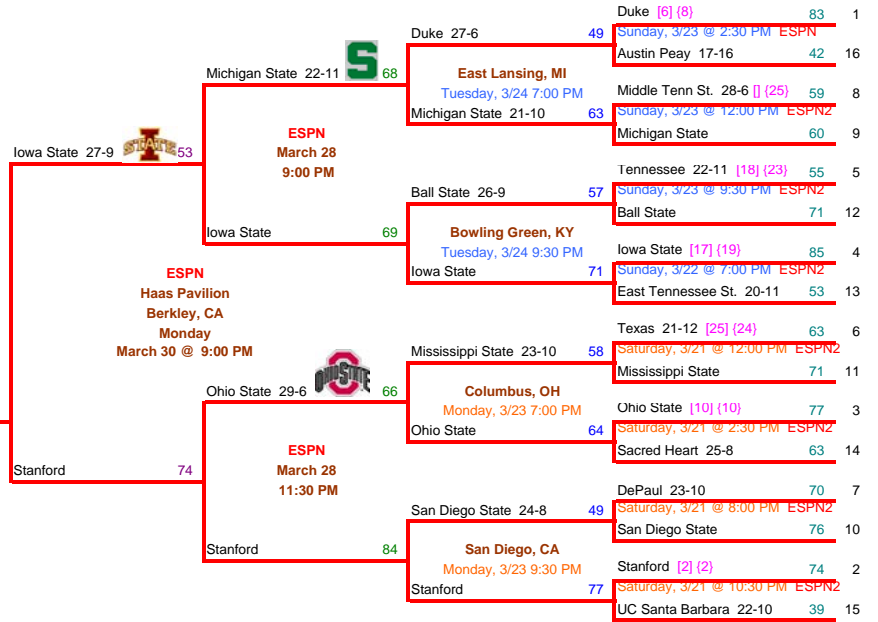 Duke [6] {8} 83 1
Duke 27-6 49 Sunday, 3/23 @ 2:30 PM ESPN
Austin Peay 17-16 42 16
Michigan State 22-11 S 68 East Lansing, MI
Tuesday, 3/24 7:00 PM Middle Tenn St. 28-6 [] {25} 59 8
Michigan State 21-10 63 Sunday, 3/23 @ 12:00 PM ESPN2
ESPN Michigan State 60 9
March 28
9:00 PM
Iowa State 27-9 STATE 53
Tennessee 22-11 [18] {23} 55 5
Ball State 26-9 57 Sunday, 3/23 @ 9:30 PM ESPN2
Ball State 71 12
Iowa State 69 Bowling Green, KY
Tuesday, 3/24 9:30 PM Iowa State [17] {19} 85 4
Iowa State 71 Sunday, 3/22 @ 7:00 PM ESPN2
East Tennessee St. 20-11 53 13
ESPN
Haas Pavilion
Berkley, CA
Monday
March 30 @ 9:00 PM
Texas 21-12 [25] {24} 63 6
Mississippi State 23-10 58 Saturday, 3/21 @ 12:00 PM ESPN2
Mississippi State 71 11
Ohio State 29-6 OHIO STATE 66 Columbus, OH
Monday, 3/23 7:00 PM Ohio State [10] {10} 77 3
Ohio State 64 Saturday, 3/21 @ 2:30 PM ESPN2
Sacred Heart 25-8 63 14
ESPN
March 28
11:30 PM
Stanford 74
DePaul 23-10 70 7
San Diego State 24-8 49 Saturday, 3/21 @ 8:00 PM ESPN2
San Diego State 76 10
Stanford 84 San Diego, CA
Monday, 3/23 9:30 PM Stanford [2] {2} 74 2
Stanford 77 Saturday, 3/21 @ 10:30 PM ESPN2
UC Santa Barbara 22-10 39 15